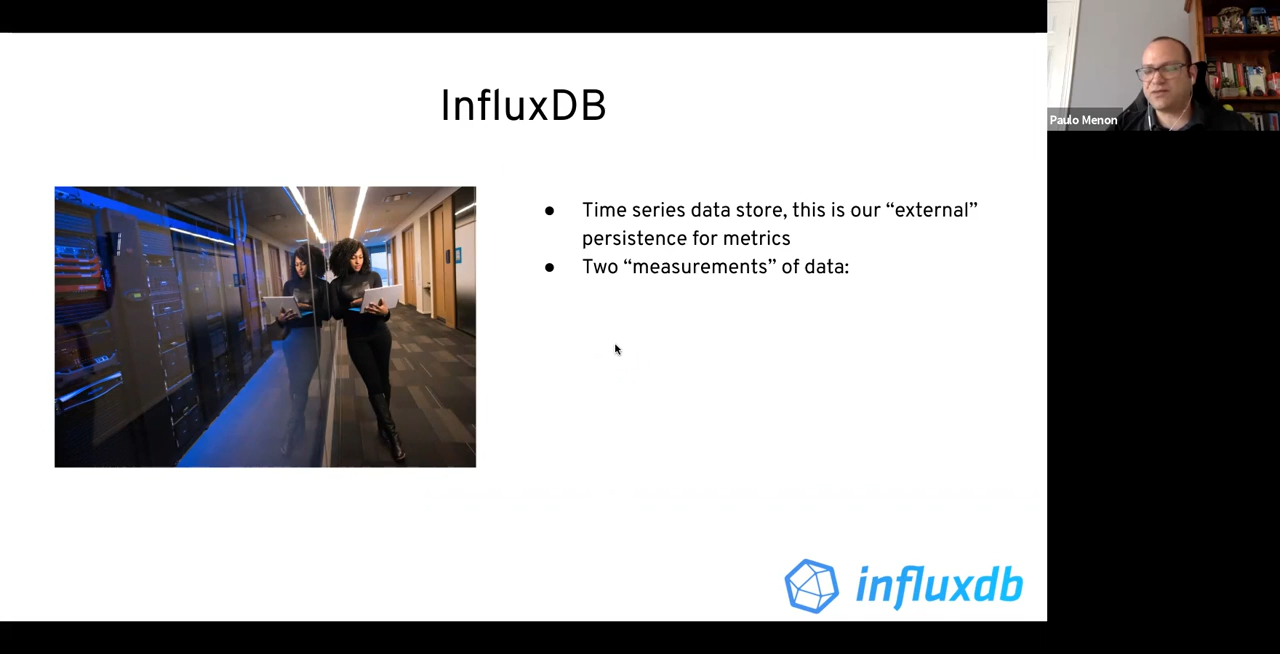 InfluxDB
Paulo Menon
● Time series data store, this is our “external”
persistence for metrics
● Two “measurements” of data:
influxdb